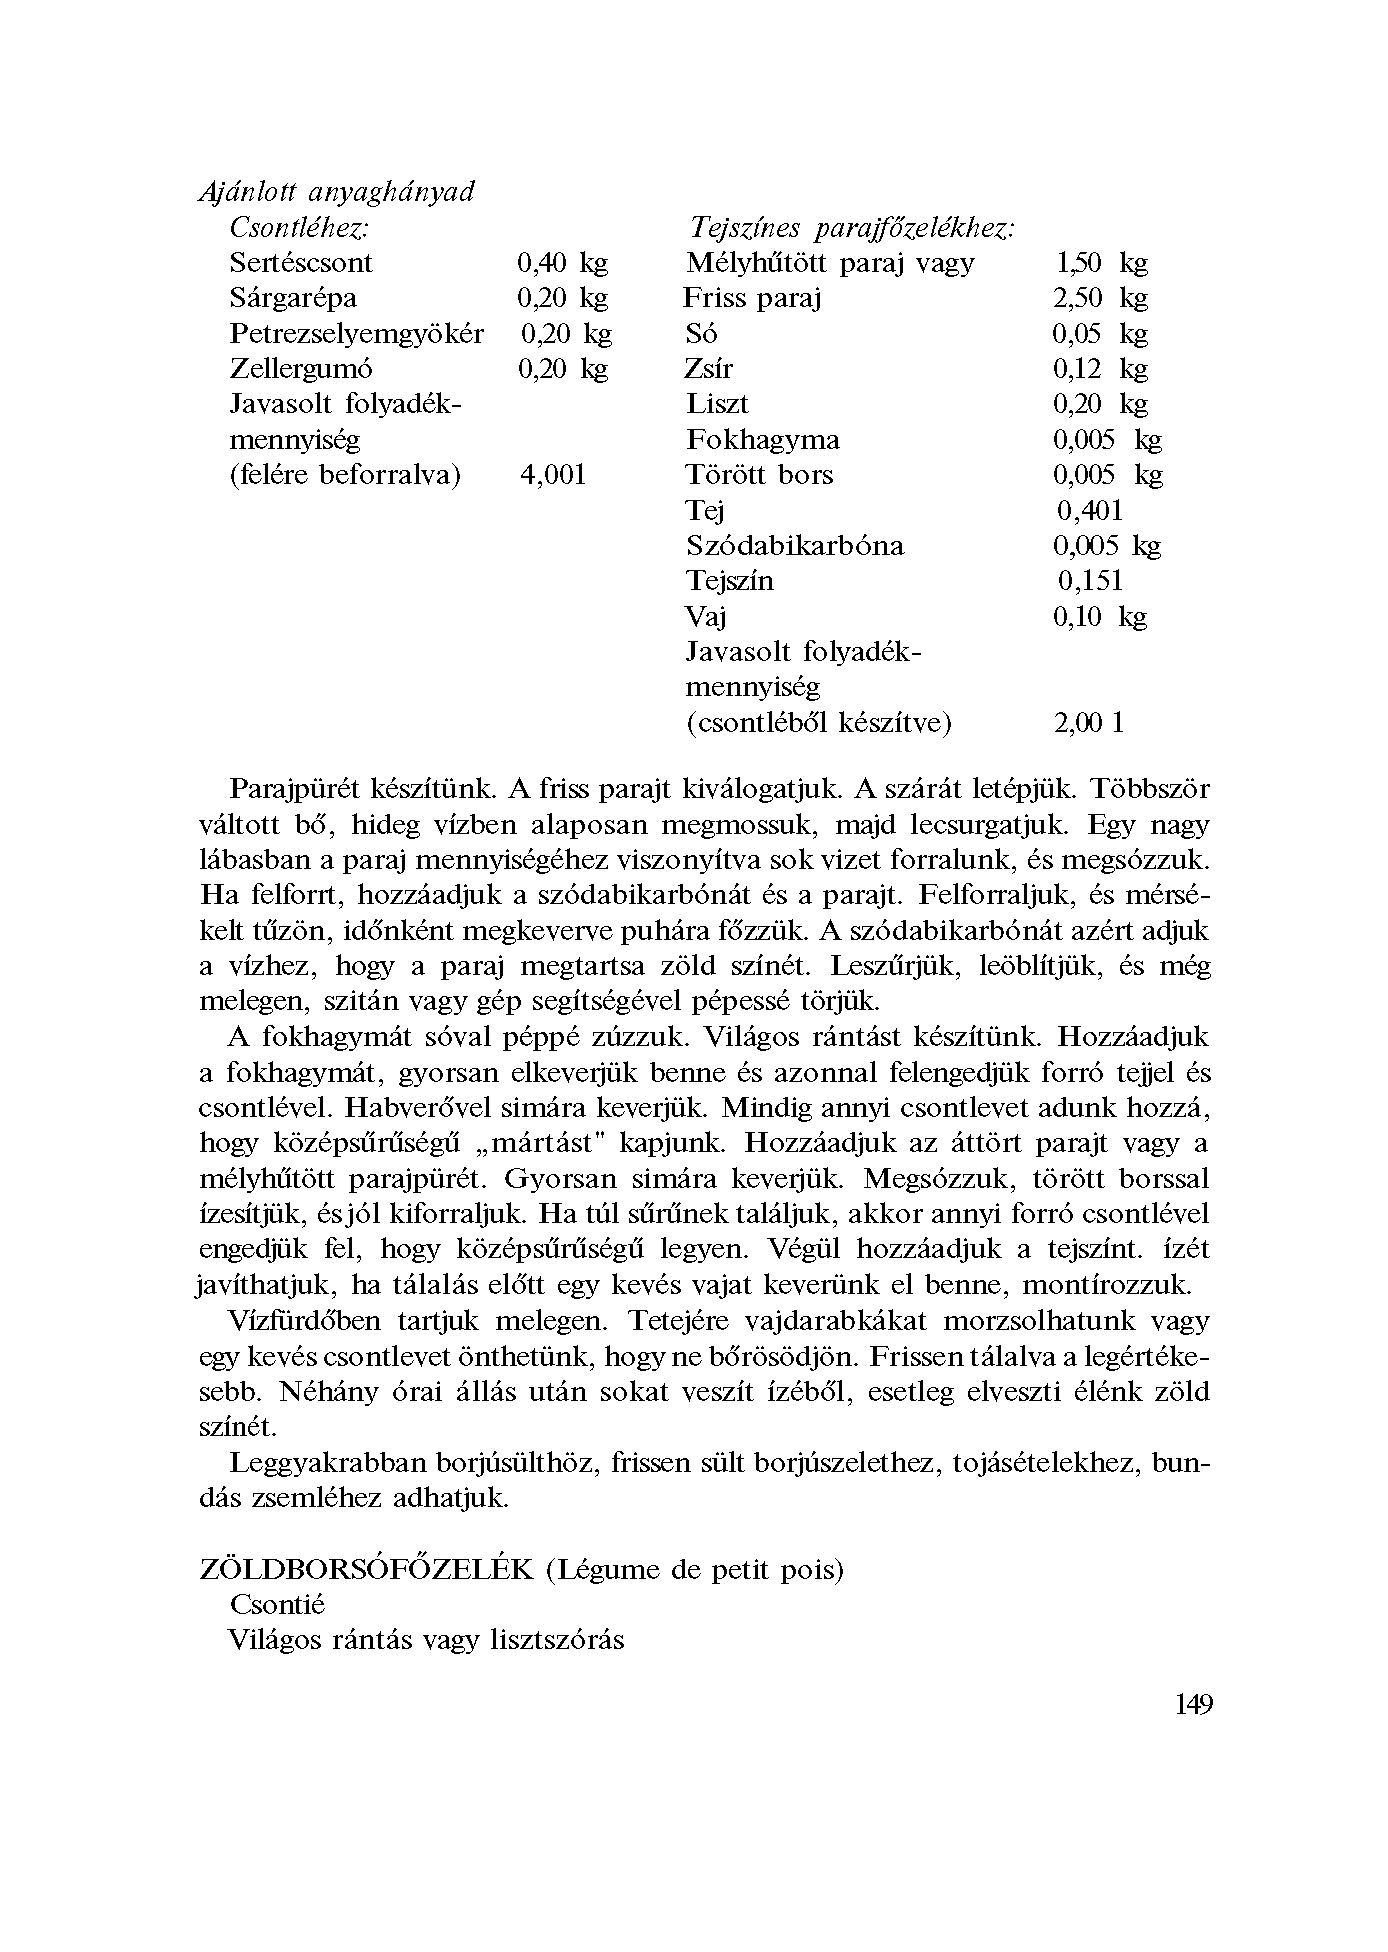 Ajánlott anyaghányad
Csontléhez:
Sertéscsont 0,40 kg
Sárgarépa 0,20 kg
Petrezselyemgyökér 0,20 kg
Zellergumó 0,20 kg
Javasolt folyadék-
mennyiség
(felére beforralva) 4,001
Tejszínes parajfőzelékhez:
Mélyhűtött paraj vagy 1,50 kg
Friss paraj 2,50 kg
Só 0,05 kg
Zsír 0,12 kg
Liszt 0,20 kg
Fokhagyma 0,005 kg
Törött bors 0,005 kg
Tej 0,401
Szódabikarbóna 0,005 kg
Tejszín 0,151
Vaj 0,10 kg
Javasolt folyadék-
mennyiség
(csontléből készítve) 2,00 1
Parajpürét készítünk. A friss parajt kiválogatjuk. A szárát letépjük. Többször
váltott bő, hideg vízben alaposan megmossuk, majd lecsurgatjuk. Egy nagy
lábasban a paraj mennyiségéhez viszonyítva sok vizet forralunk, és megsózzuk.
Ha felforrt, hozzáadjuk a szódabikarbónát és a parajt. Felforraljuk, és mérsé-
kelt tűzön, időnként megkeverve puhára főzzük. A szódabikarbónát azért adjuk
a vízhez, hogy a paraj megtartsa zöld színét. Leszűrjük, leöblítjük, és még
melegen, szitán vagy gép segítségével pépessé törjük.
A fokhagymát sóval péppé zúzzuk. Világos rántást készítünk. Hozzáadjuk
a fokhagymát, gyorsan elkeverjük benne és azonnal felengedjük forró tejjel és
csontlével. Habverővel simára keverjük. Mindig annyi csontlevet adunk hozzá,
hogy középsűrűségű „mártást" kapjunk. Hozzáadjuk az áttört parajt vagy a
mélyhűtött parajpürét. Gyorsan simára keverjük. Megsózzuk, törött borssal
ízesítjük, és jól kiforraljuk. Ha túl sűrűnek találjuk, akkor annyi forró csontlével
engedjük fel, hogy középsűrűségű legyen. Végül hozzáadjuk a tejszínt. ízét
javíthatjuk, ha tálalás előtt egy kevés vajat keverünk el benne, montírozzuk.
Vízfürdőben tartjuk melegen. Tetejére vajdarabkákat morzsolhatunk vagy
egy kevés csontlevet önthetünk, hogy ne bőrösödjön. Frissen tálalva a legértéke-
sebb. Néhány órai állás után sokat veszít ízéből, esetleg elveszti élénk zöld
színét.
Leggyakrabban borjúsülthöz, frissen sült borjúszelethez, tojásételekhez, bun-
dás zsemléhez adhatjuk.
ZÖLDBORSÓFŐZELÉK (Légume de petit pois)
Csontié
Világos rántás vagy lisztszórás
149